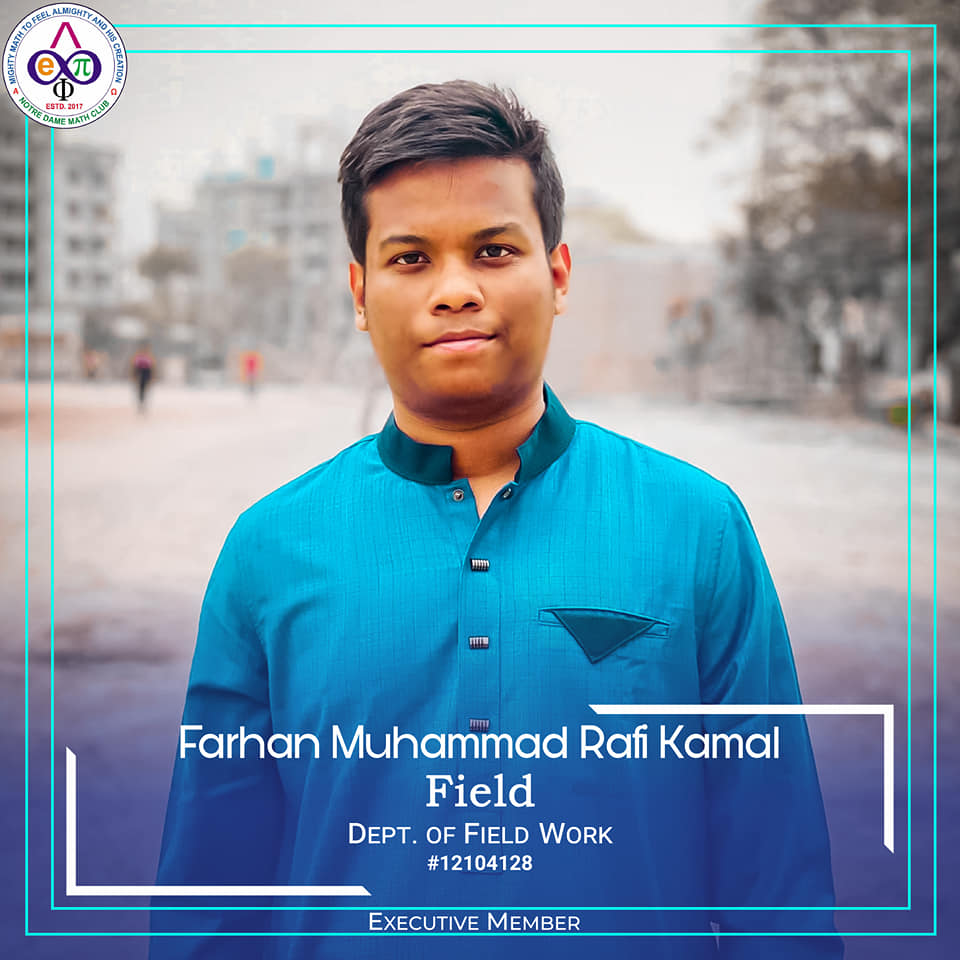 MIGHTY MATH TO FEEL ALMIGHTY AND HIS CREATION
e π
Φ
Α Ω
ESTD. 2017
NOTRE DAME MATH CLUB
Farhan Muhammad Rafi Kamal
Field
DEPT. OF FIELD WORK
#12104128
EXECUTIVE MEMBER